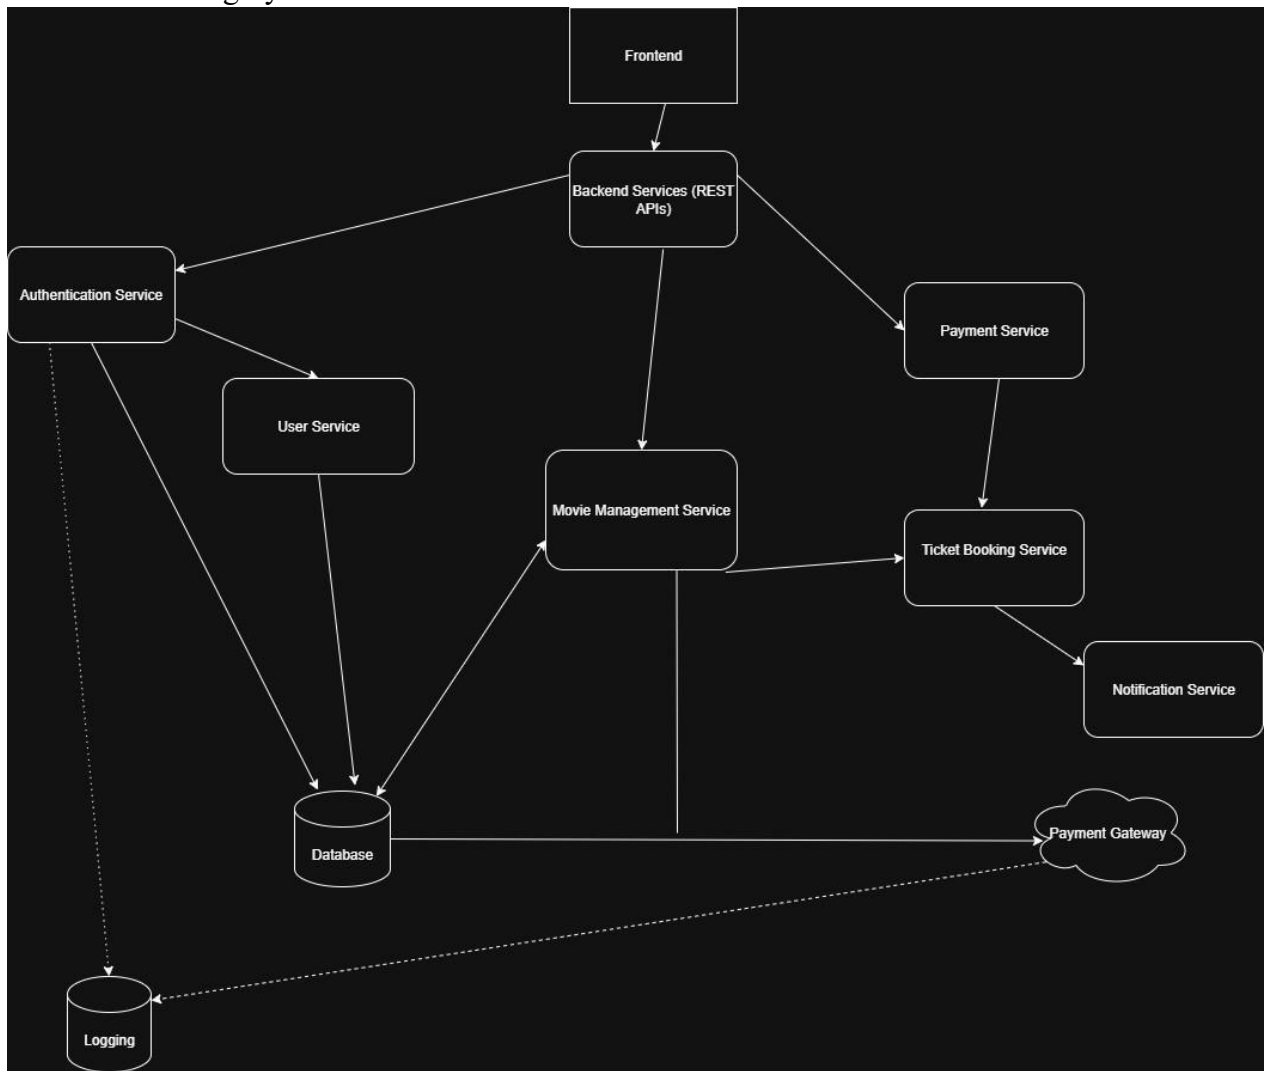 Frontend
Backend Services (REST
APIs)
Authentication Service
Payment Service
User Service
Movie Management Service
Ticket Booking Service
Notification Service
Payment Gateway
Database
Logging